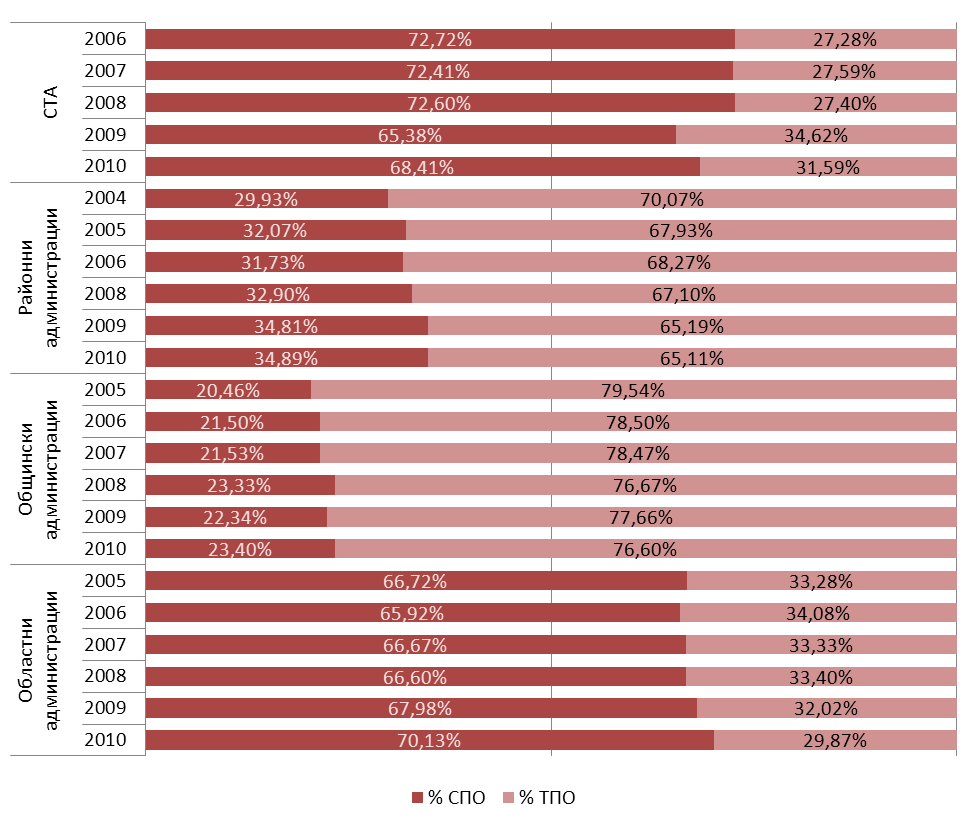 СТА
2006 72,72% 27,28%
2007 72,41% 27,59%
2008 72,60% 27,40%
2009 65,38% 34,62%
2010 68,41% 31,59%
Районни
администрации
2004 29,93% 70,07%
2005 32,07% 67,93%
2006 31,73% 68,27%
2008 32,90% 67,10%
2009 34,81% 65,19%
2010 34,89% 65,11%
Общински
администрации
2005 20,46% 79,54%
2006 21,50% 78,50%
2007 21,53% 78,47%
2008 23,33% 76,67%
2009 22,34% 77,66%
2010 23,40% 76,60%
Областни
администрации
2005 66,72% 33,28%
2006 65,92% 34,08%
2007 66,67% 33,33%
2008 66,60% 33,40%
2009 67,98% 32,02%
2010 70,13% 29,87%
% СПО % ТПО